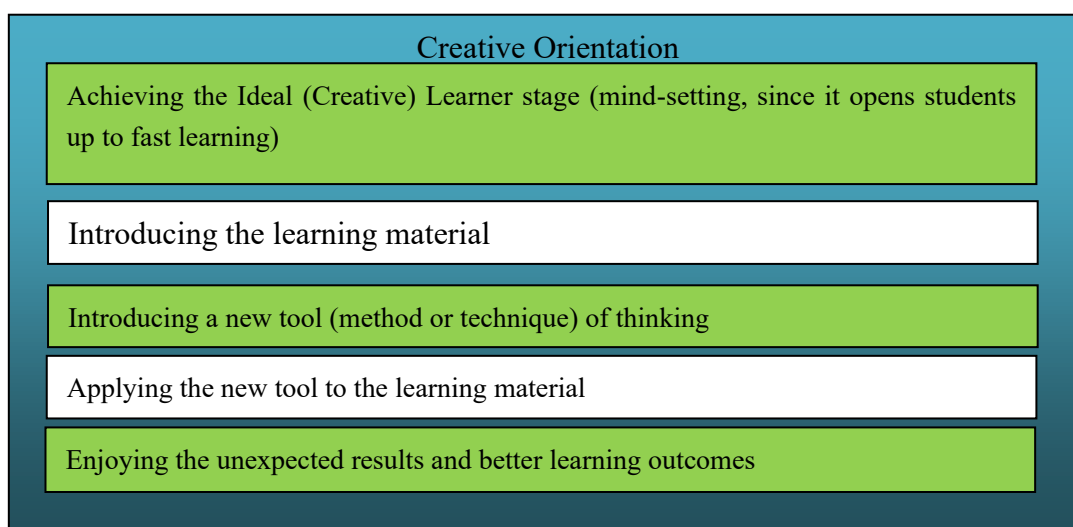 Creative Orientation
Achieving the Ideal (Creative) Learner stage (mind-setting, since it opens students
up to fast learning)
Introducing the learning material
Introducing a new tool (method or technique) of thinking
Applying the new tool to the learning material
Enjoying the unexpected results and better learning outcomes